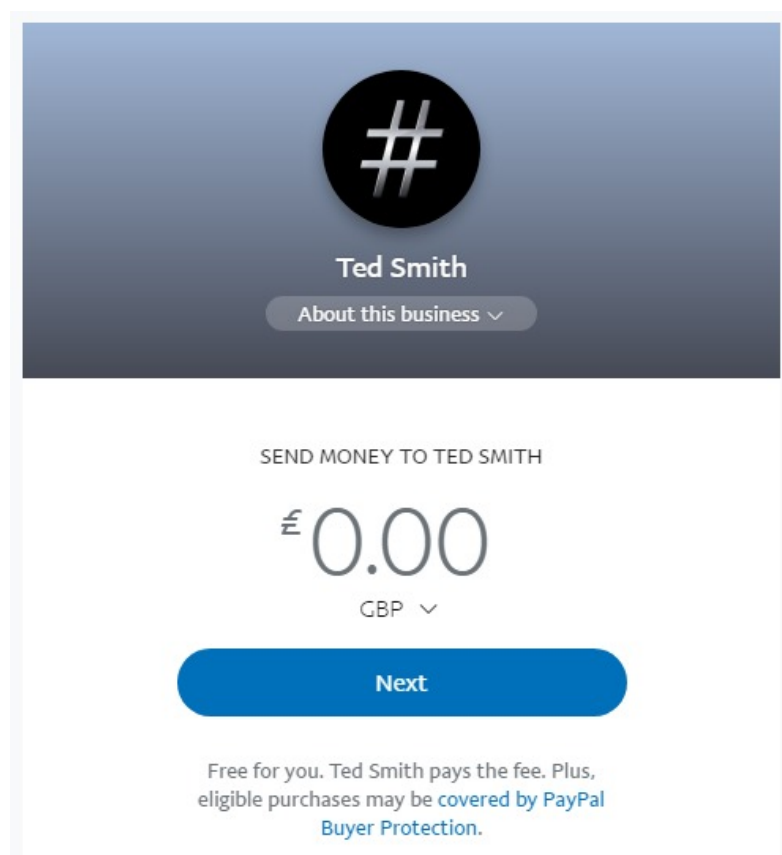 #
Ted Smith
About this business
SEND MONEY TO TED SMITH
£0.00
GBP
Next
Free for you. Ted Smith pays the fee. Plus,
eligible purchases may be covered by PayPal
Buyer Protection.